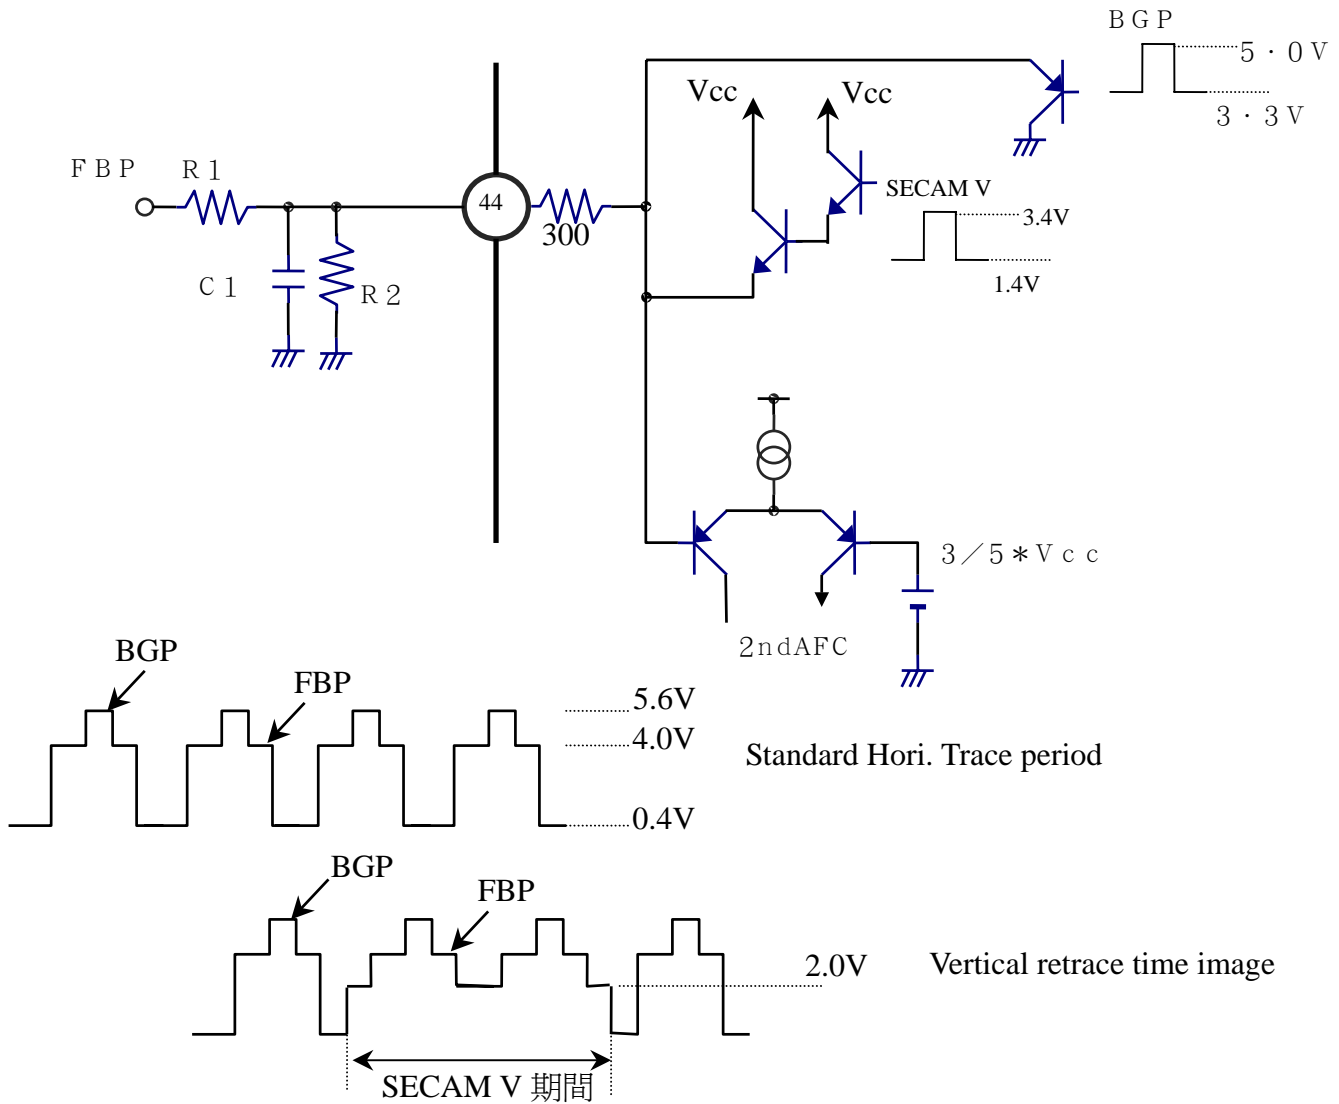 ＢＧＰ
５．０Ｖ
Vcc
Vcc
３．３Ｖ
ＦＢＰ
Ｒ１
44
SECAM V
300
3.4V
Ｃ１
Ｒ２
1.4V
３／５＊Ｖｃｃ
２ｎｄＡＦＣ
BGP
FBP
5.6V
4.0V
Standard Hori. Trace period
0.4V
BGP
FBP
2.0V
Vertical retrace time image
SECAM V 期間